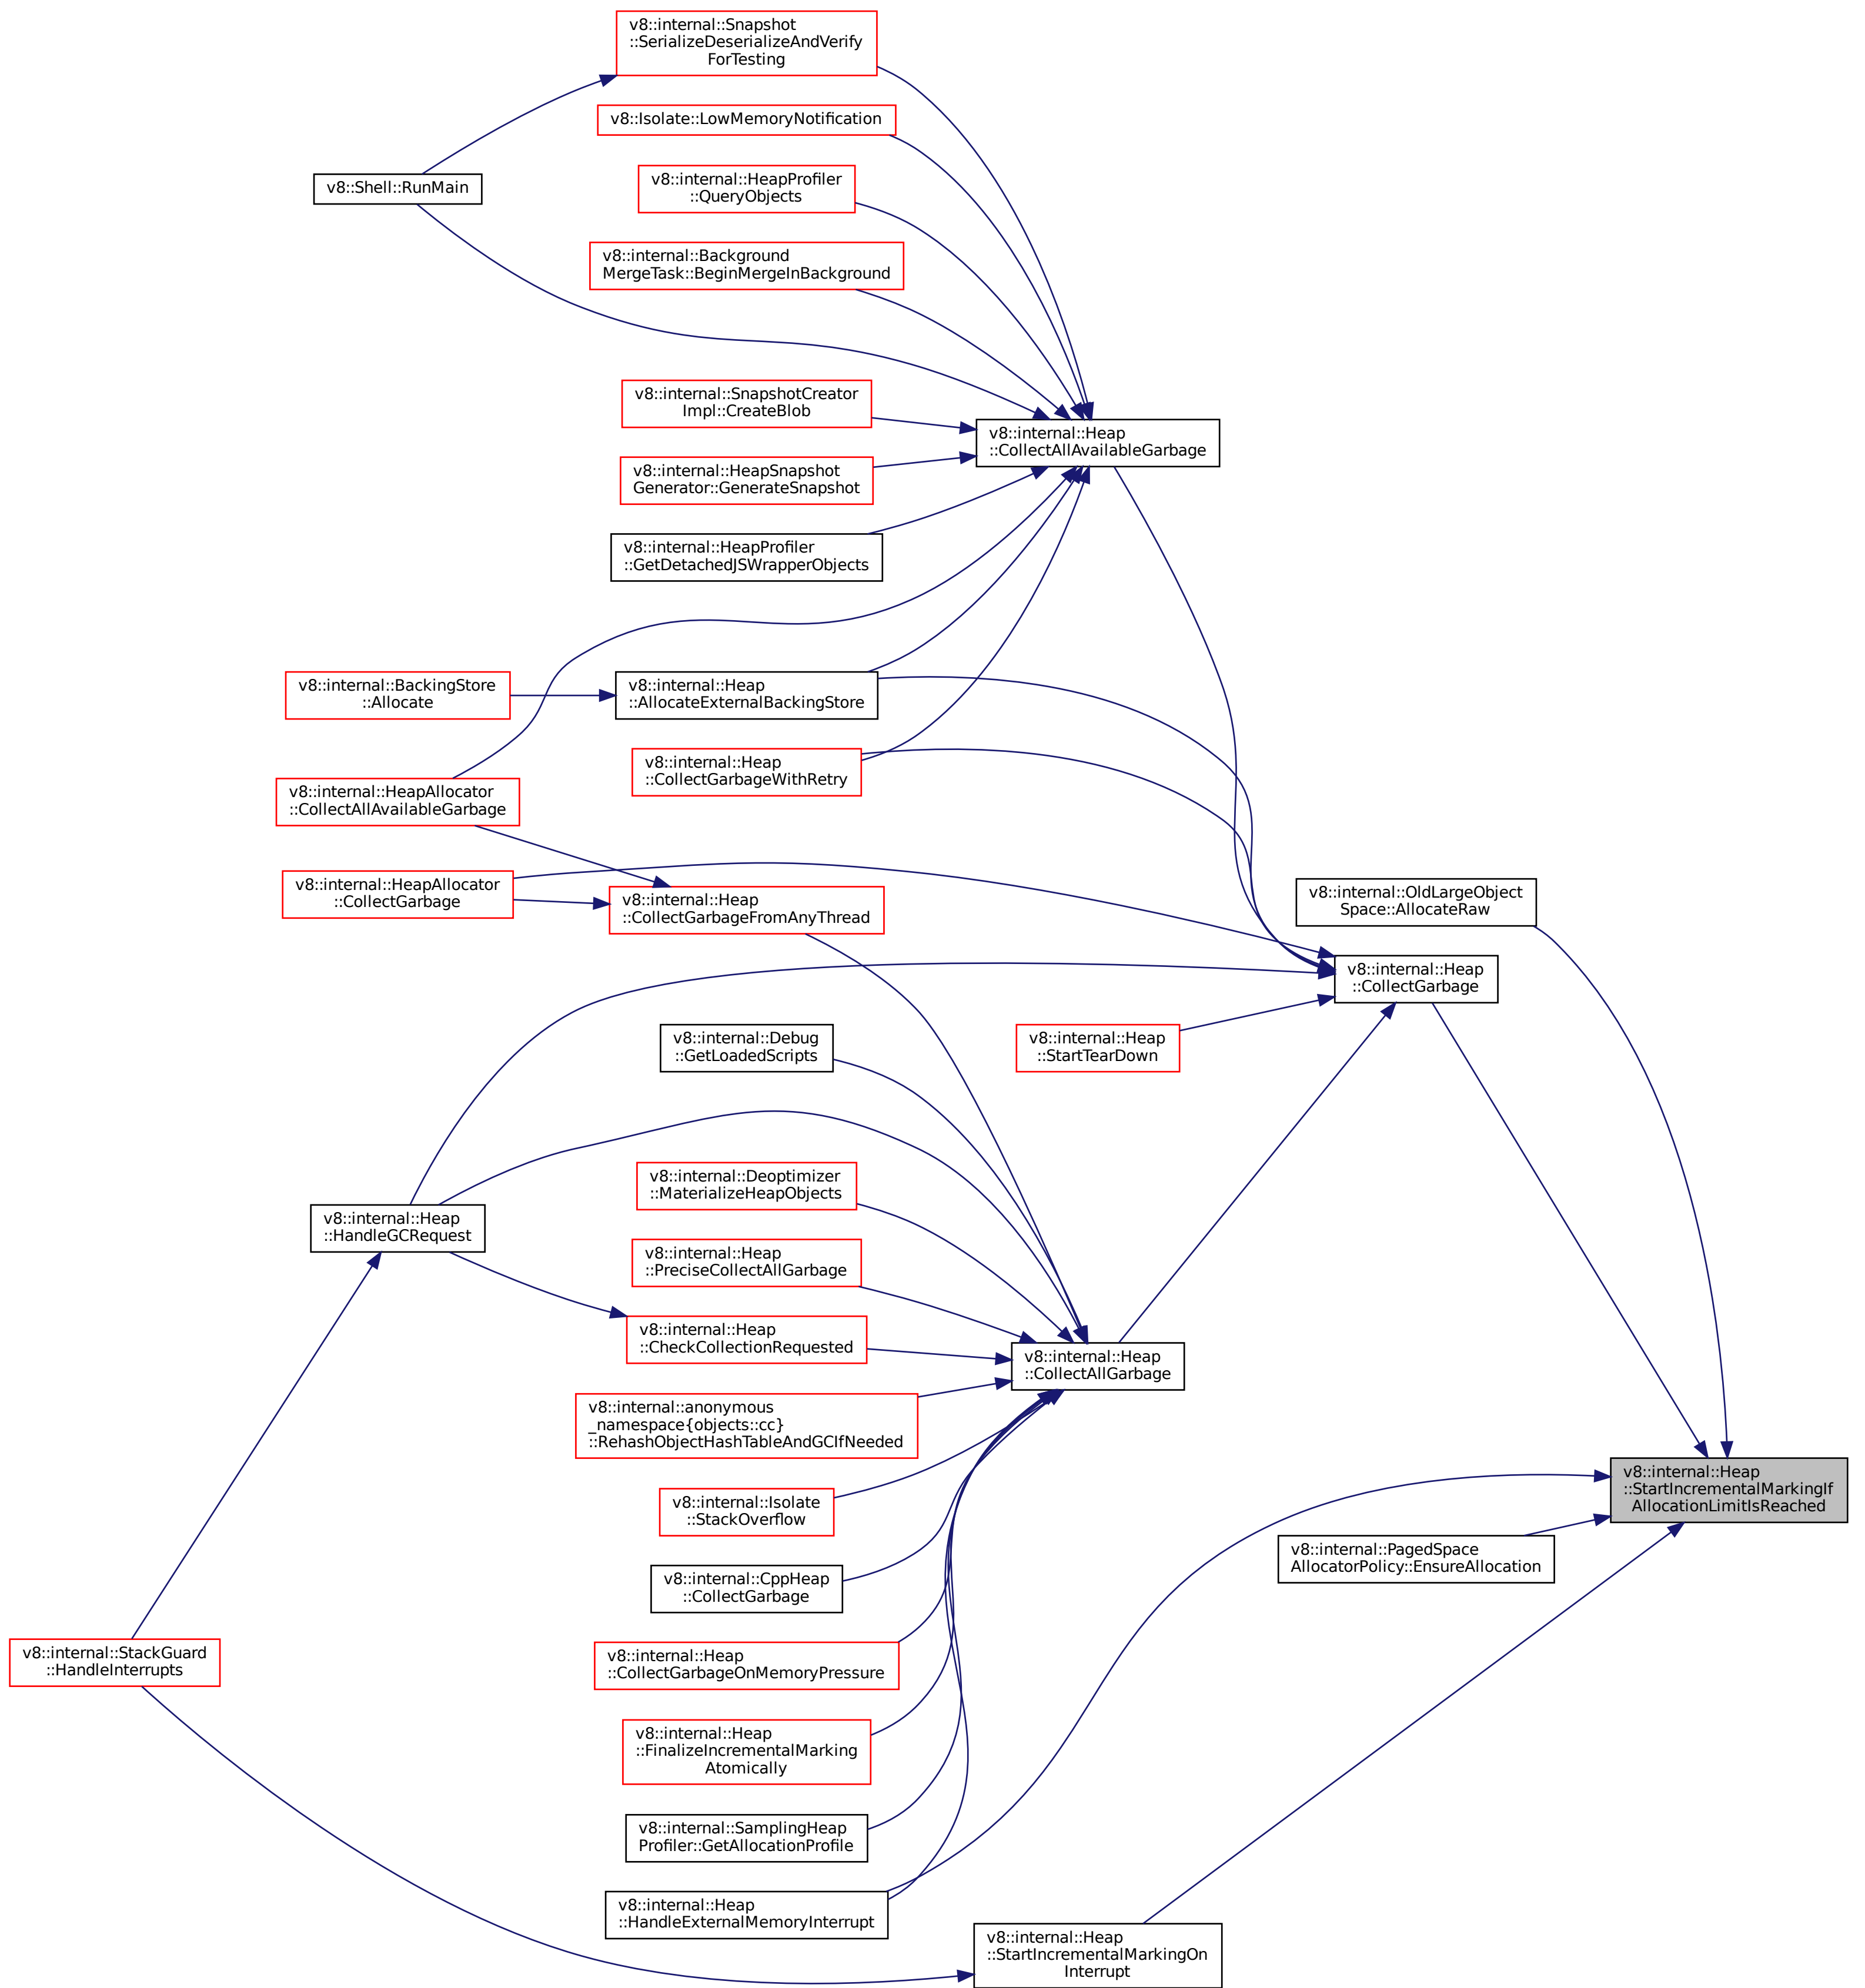 v8::internal::Snapshot
::SerializeDeserializeAndVerify
ForTesting
v8::Isolate::LowMemoryNotification
v8::internal::HeapProfiler
::QueryObjects
v8::Shell::RunMain
v8::internal::Background
MergeTask::BeginMergeInBackground
v8::internal::SnapshotCreator
Impl::CreateBlob
v8::internal::Heap
::CollectAllAvailableGarbage
v8::internal::HeapSnapshot
Generator::GenerateSnapshot
v8::internal::HeapProfiler
::GetDetachedJSWrapperObjects
v8::internal::BackingStore
::Allocate
v8::internal::Heap
::AllocateExternalBackingStore
v8::internal::Heap
::CollectGarbageWithRetry
v8::internal::HeapAllocator
::CollectAllAvailableGarbage
v8::internal::HeapAllocator
::CollectGarbage
v8::internal::Heap
::CollectGarbageFromAnyThread
v8::internal::OldLargeObject
Space::AllocateRaw
v8::internal::Heap
::CollectGarbage
v8::internal::Debug
::GetLoadedScripts
v8::internal::Heap
::StartTearDown
v8::internal::Deoptimizer
::MaterializeHeapObjects
v8::internal::Heap
::HandleGCRequest
v8::internal::Heap
::PreciseCollectAllGarbage
v8::internal::Heap
::CheckCollectionRequested
v8::internal::Heap
::CollectAllGarbage
v8::internal::anonymous
_namespace{objects::cc}
::RehashObjectHashTableAndGCIfNeeded
v8::internal::Heap
::StartIncrementalMarkingIf
AllocationLimitIsReached
v8::internal::Isolate
::StackOverflow
v8::internal::PagedSpace
AllocatorPolicy::EnsureAllocation
v8::internal::CppHeap
::CollectGarbage
v8::internal::StackGuard
::HandleInterrupts
v8::internal::Heap
::CollectGarbageOnMemoryPressure
v8::internal::Heap
::FinalizeIncrementalMarking
Atomically
v8::internal::SamplingHeap
Profiler::GetAllocationProfile
v8::internal::Heap
::HandleExternalMemoryInterrupt
v8::internal::Heap
::StartIncrementalMarkingOn
Interrupt